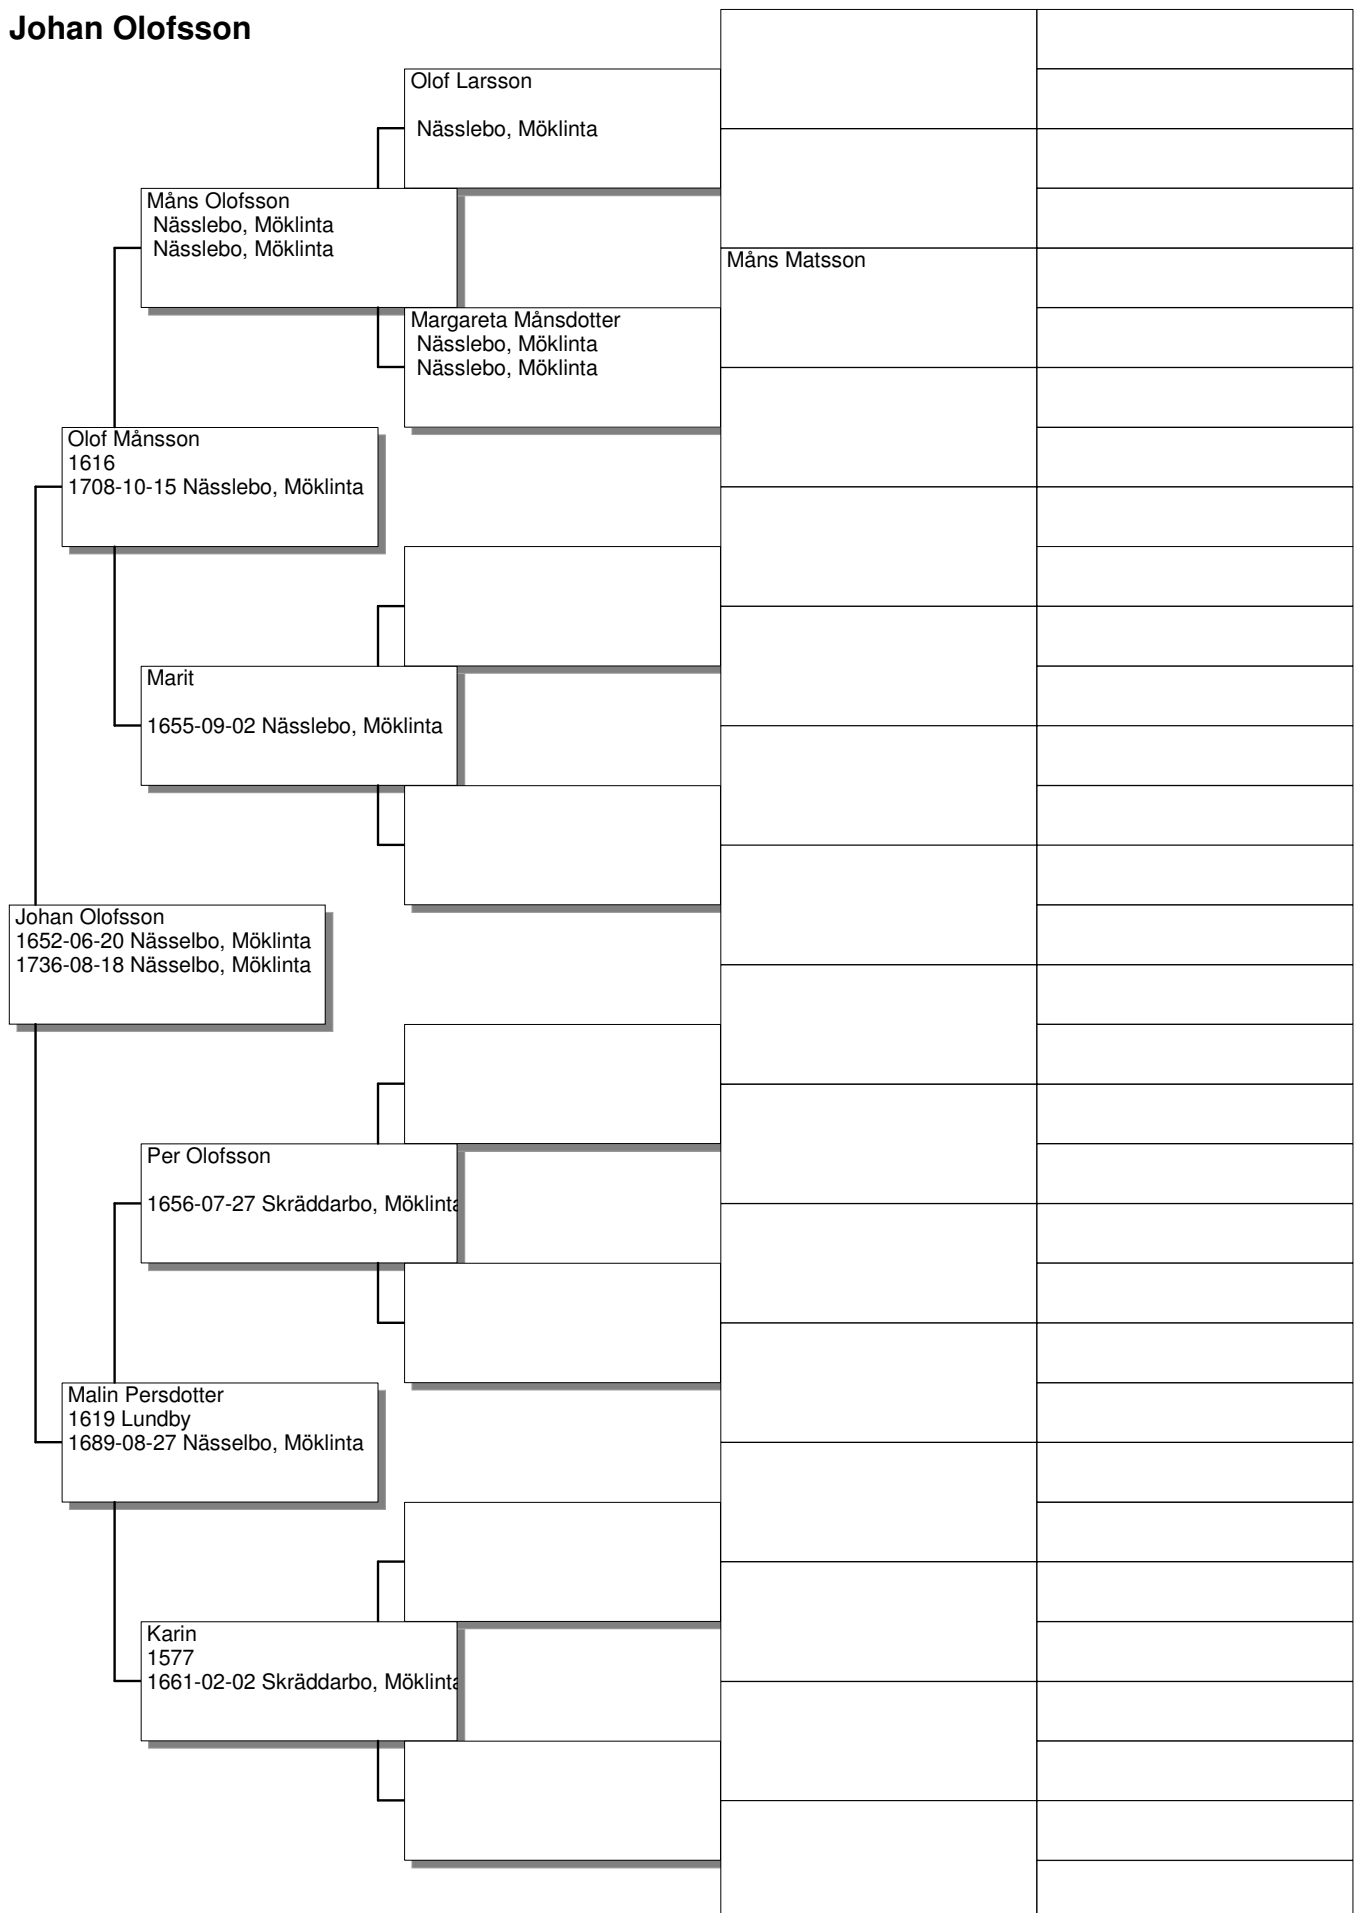 Johan Olofsson
Olof Larsson
Nässlebo, Möklinta
Måns Olofsson
Nässlebo, Möklinta
Nässlebo, Möklinta
Måns Matsson
Margareta Månsdotter
Nässlebo, Möklinta
Nässlebo, Möklinta
Olof Månsson
1616
1708-10-15 Nässlebo, Möklinta
Marit
1655-09-02 Nässlebo, Möklinta
Johan Olofsson
1652-06-20 Nässelbo, Möklinta
1736-08-18 Nässelbo, Möklinta
Per Olofsson
1656-07-27 Skräddarbo, Möklinta
Malin Persdotter
1619 Lundby
1689-08-27 Nässelbo, Möklinta
Karin
1577
1661-02-02 Skräddarbo, Möklinta